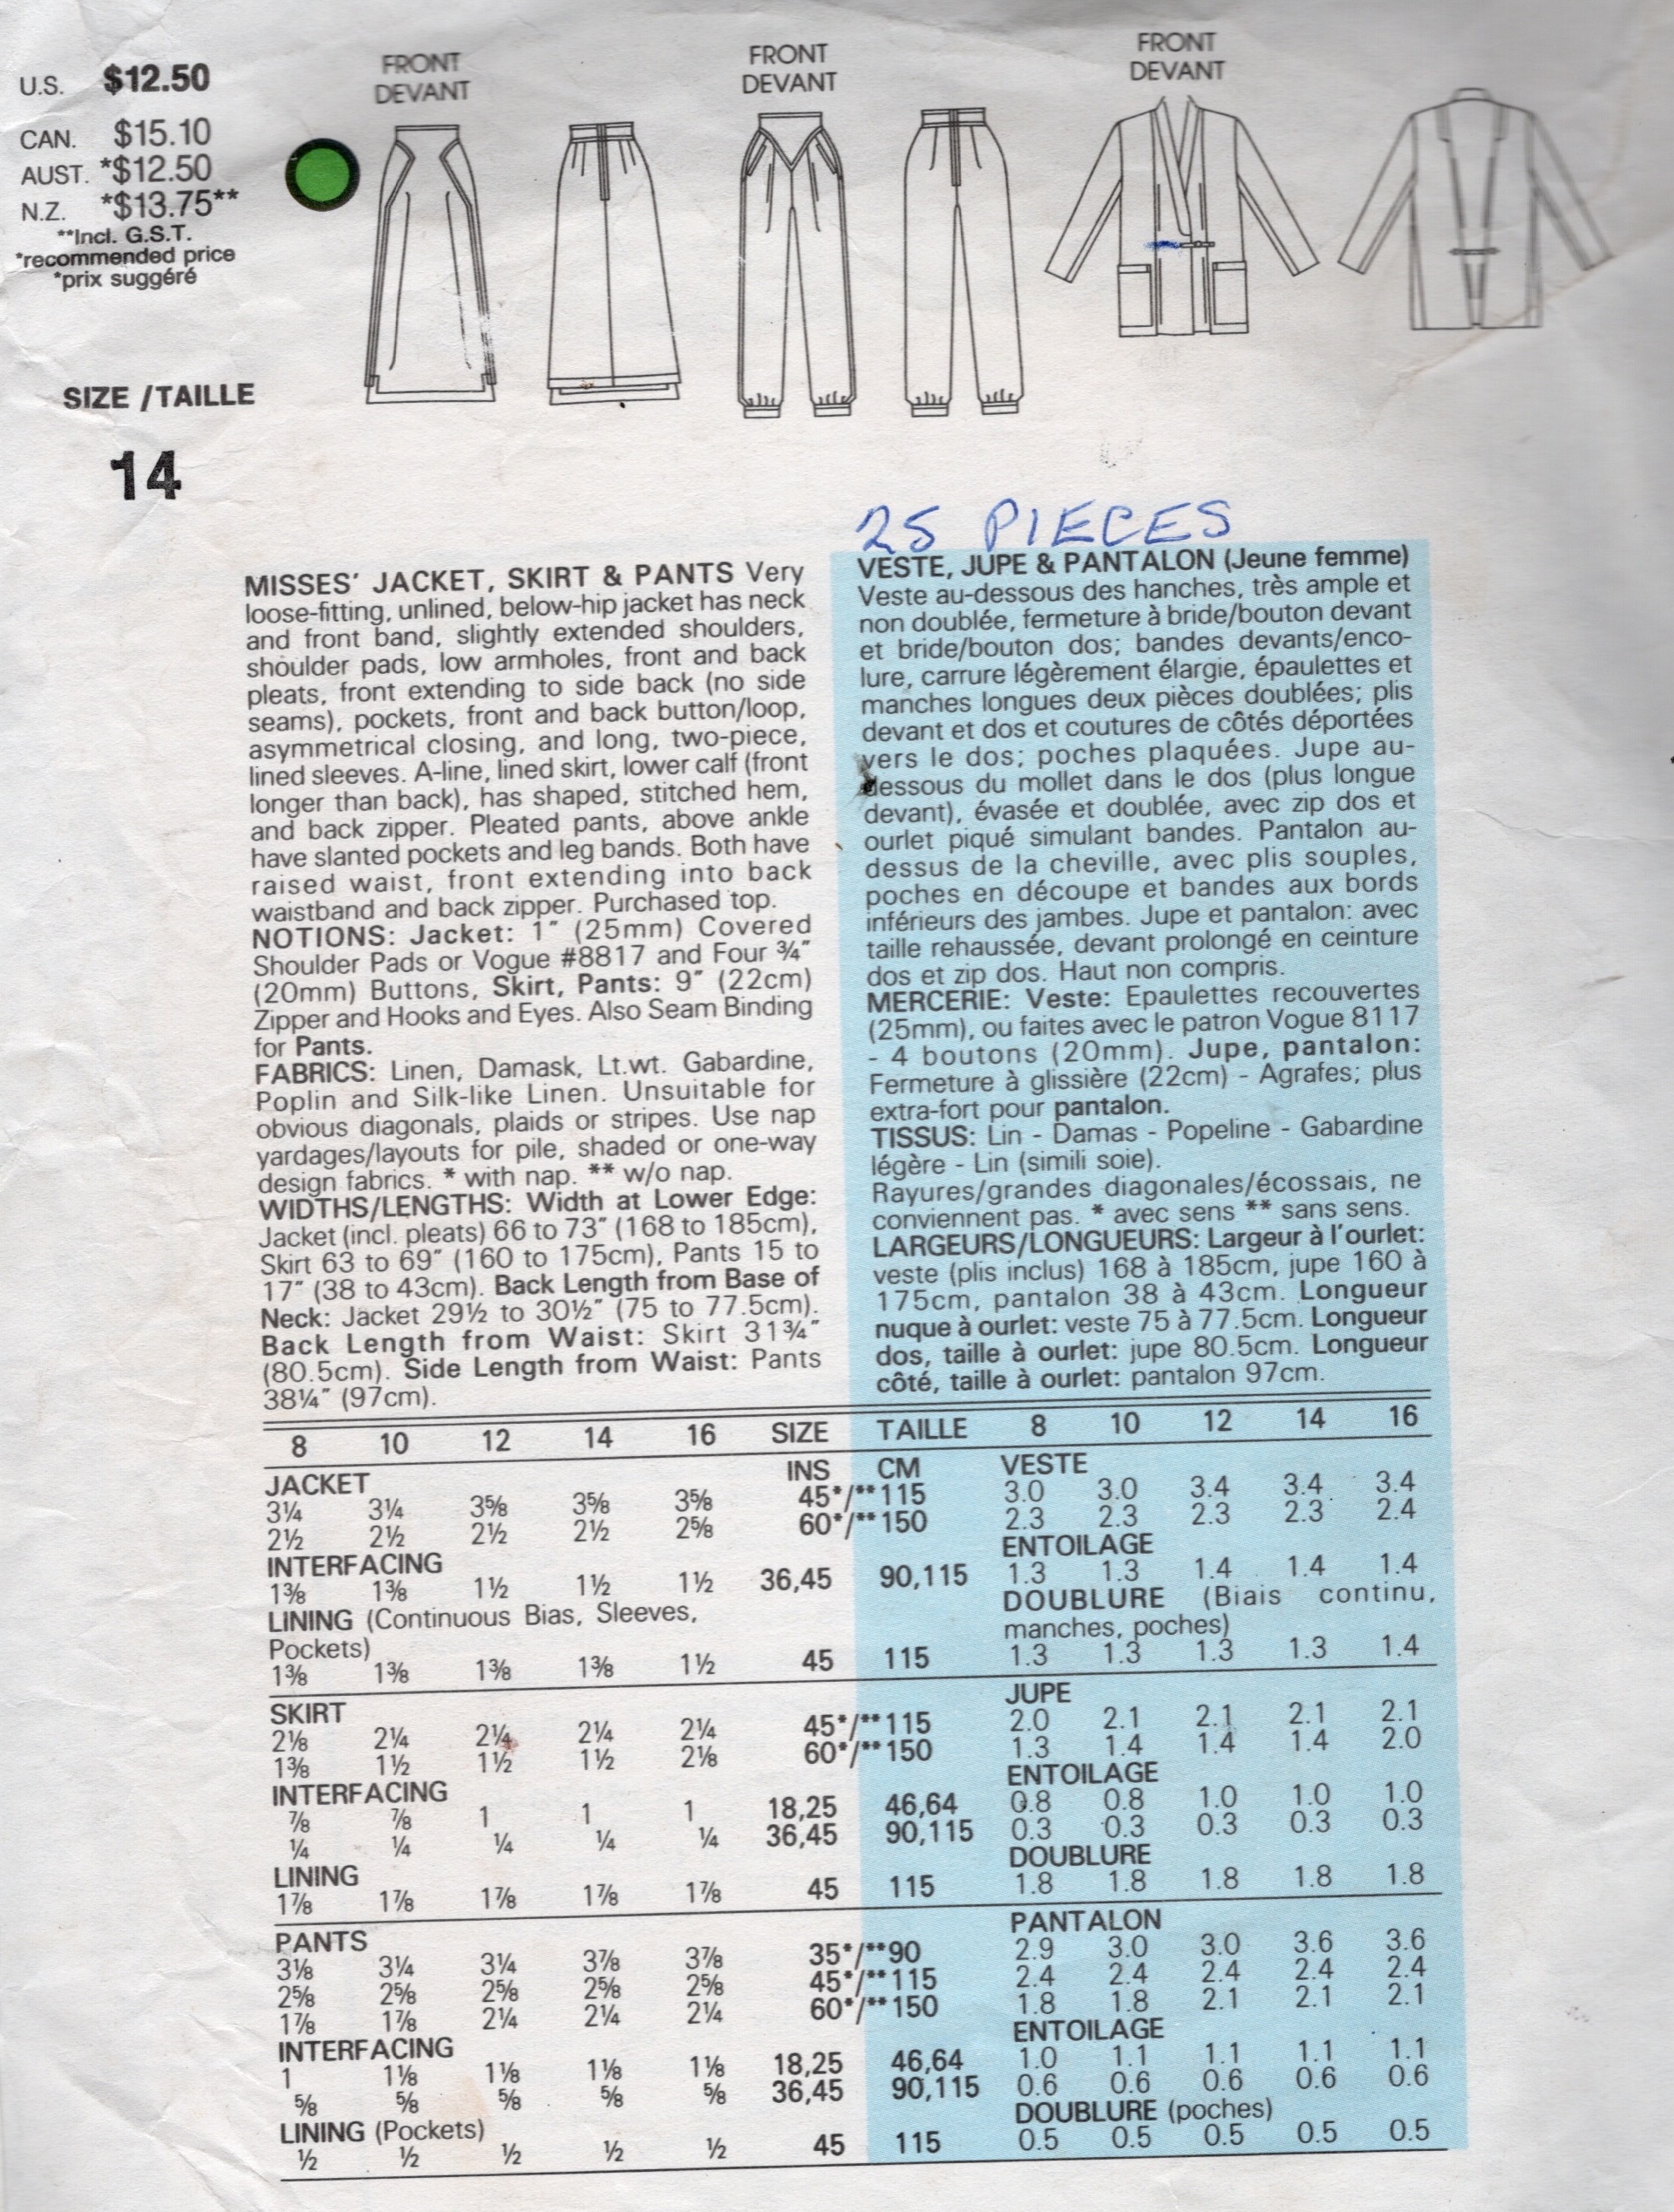 U.S. $12.50
CAN. $15.10
AUST. *$12.50
N.Z. *$13.75**
**Incl. G.S.T.
*recommended price
*prix suggéré
FRONT
DEVANT
FRONT
DEVANT
FRONT
DEVANT
SIZE /TAILLE
14
25 PIECES
MISSES' JACKET, SKIRT & PANTS Very
loose-fitting, unlined, below-hip jacket has neck
and front band, slightly extended shoulders,
shoulder pads, low armholes, front and back
pleats, front extending to side back (no side
seams), pockets, front and back button/loop,
asymmetrical closing, and long, two-piece,
lined sleeves. A-line, lined skirt, lower calf (front
longer than back), has shaped, stitched hem,
and back zipper. Pleated pants, above ankle
have slanted pockets and leg bands. Both have
raised waist, front extending into back
waistband and back zipper. Purchased top.
NOTIONS: Jacket: 1" (25mm) Covered
Shoulder Pads or Vogue #8817 and Four ¾"
(20mm) Buttons, Skirt, Pants: 9" (22cm)
Zipper and Hooks and Eyes. Also Seam Binding
for Pants.
FABRICS: Linen, Damask, Lt.wt. Gabardine,
Poplin and Silk-like Linen. Unsuitable for
obvious diagonals, plaids or stripes. Use nap
yardages/layouts for pile, shaded or one-way
design fabrics. * with nap. ** w/o nap.
WIDTHS/LENGTHS: Width at Lower Edge:
Jacket (incl. pleats) 66 to 73" (168 to 185cm),
Skirt 63 to 69" (160 to 175cm), Pants 15 to
17" (38 to 43cm). Back Length from Base of
Neck: Jacket 29½ to 30½" (75 to 77.5cm).
Back Length from Waist: Skirt 31¾"
(80.5cm). Side Length from Waist: Pants
38¼" (97cm).
VESTE, JUPE & PANTALON (Jeune femme)
Veste au-dessous des hanches, très ample et
non doublée, fermeture à bride/bouton devant
et bride/bouton dos; bandes devants/enco-
lure, carrure légèrement élargie, épaulettes et
manches longues deux pièces doublées; plis
devant et dos et coutures de côtés déportées
vers le dos; poches plaquées. Jupe au-
dessous du mollet dans le dos (plus longue
devant), évasée et doublée, avec zip dos et
ourlet piqué simulant bandes. Pantalon au-
dessus de la cheville, avec plis souples,
poches en découpe et bandes aux bords
inférieurs des jambes. Jupe et pantalon: avec
taille rehaussée, devant prolongé en ceinture
dos et zip dos. Haut non compris.
MERCERIE: Veste: Epaulettes recouvertes
(25mm), ou faites avec le patron Vogue 8117
- 4 boutons (20mm). Jupe, pantalon:
Fermeture à glissière (22cm) - Agrafes; plus
extra-fort pour pantalon.
TISSUS: Lin - Damas - Popeline - Gabardine
légère - Lin (simili soie).
Rayures/grandes diagonales/écossais, ne
conviennent pas. * avec sens ** sans sens.
LARGEURS/LONGUEURS: Largeur à l'ourlet:
veste (plis inclus) 168 à 185cm, jupe 160 à
175cm, pantalon 38 à 43cm. Longueur
nuque à ourlet: veste 75 à 77.5cm. Longueur
dos, taille à ourlet: jupe 80.5cm. Longueur
côté, taille à ourlet: pantalon 97cm.
8 10 12 14 16 SIZE TAILLE 8 10 12 14 16
JACKET INS CM VESTE
3¼ 3¼ 3⅝ 3⅝ 3⅝ 45*/**115 3.0 3.0 3.4 3.4 3.4
2½ 2½ 2½ 2½ 2⅝ 60*/**150 2.3 2.3 2.3 2.3 2.4
INTERFACING ENTOILAGE
1⅜ 1⅜ 1½ 1½ 1½ 36,45 90,115 1.3 1.3 1.4 1.4 1.4
LINING (Continuous Bias, Sleeves, DOUBLURE (Biais continu,
Pockets) manches, poches)
1⅜ 1⅜ 1⅜ 1⅜ 1½ 45 115 1.3 1.3 1.3 1.3 1.4
SKIRT JUPE
2⅛ 2¼ 2¼ 2¼ 2¼ 45*/**115 2.0 2.1 2.1 2.1 2.1
1⅜ 1½ 1½ 1½ 2⅛ 60*/**150 1.3 1.4 1.4 1.4 2.0
INTERFACING ENTOILAGE
⅞ ⅞ 1 1 1 18,25 46,64 0.8 0.8 1.0 1.0 1.0
¼ ¼ ¼ ¼ ¼ 36,45 90,115 0.3 0.3 0.3 0.3 0.3
LINING DOUBLURE
1⅞ 1⅞ 1⅞ 1⅞ 1⅞ 45 115 1.8 1.8 1.8 1.8 1.8
PANTS PANTALON
3⅛ 3¼ 3¼ 3⅞ 3⅞ 35*/**90 2.9 3.0 3.0 3.6 3.6
2⅝ 2⅝ 2⅝ 2⅝ 2⅝ 45*/**115 2.4 2.4 2.4 2.4 2.4
1⅞ 1⅞ 2¼ 2¼ 2¼ 60*/**150 1.8 1.8 2.1 2.1 2.1
INTERFACING ENTOILAGE
1 1⅛ 1⅛ 1⅛ 1⅛ 18,25 46,64 1.0 1.1 1.1 1.1 1.1
⅝ ⅝ ⅝ ⅝ ⅝ 36,45 90,115 0.6 0.6 0.6 0.6 0.6
LINING (Pockets) DOUBLURE (poches)
½ ½ ½ ½ ½ 45 115 0.5 0.5 0.5 0.5 0.5